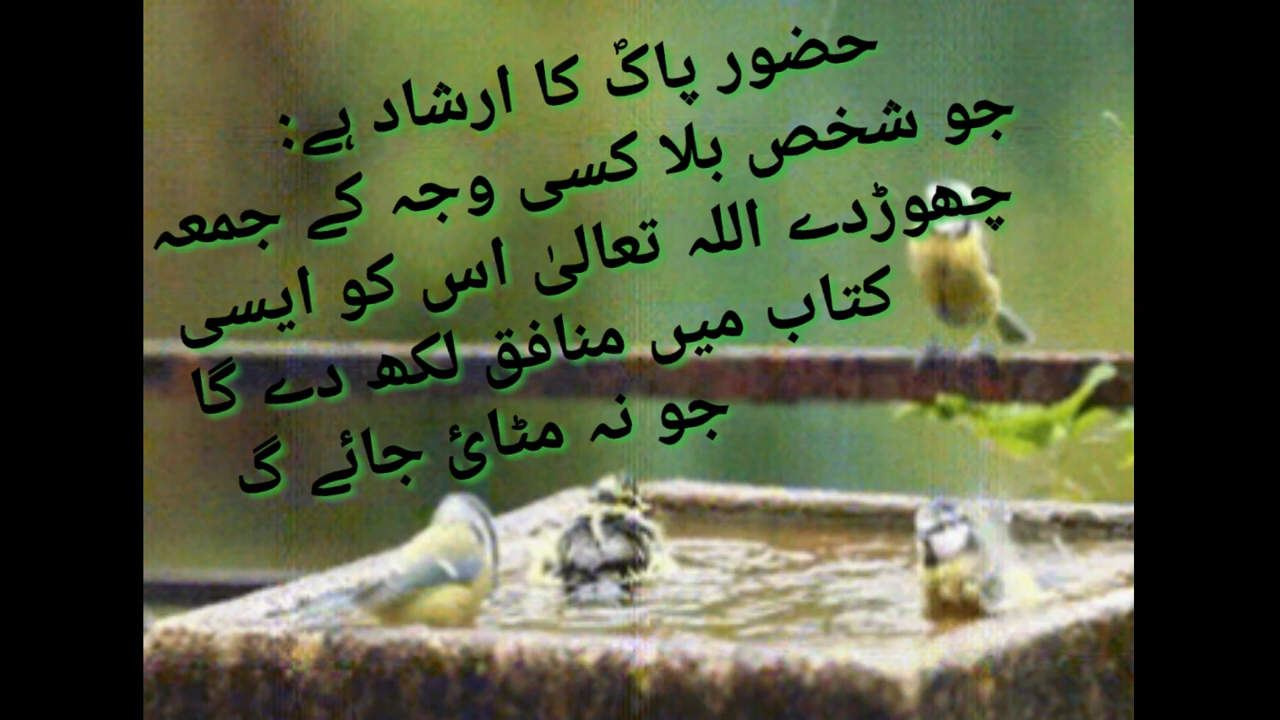 حضور پاکؐ کا ارشاد ہے:
جو شخص بلا کسی وجہ کے جمعہ
چھوڑدے اللہ تعالیٰ اس کو ایسی
کتاب میں منافق لکھ دے گا
جو نہ مٹائ جائے گ